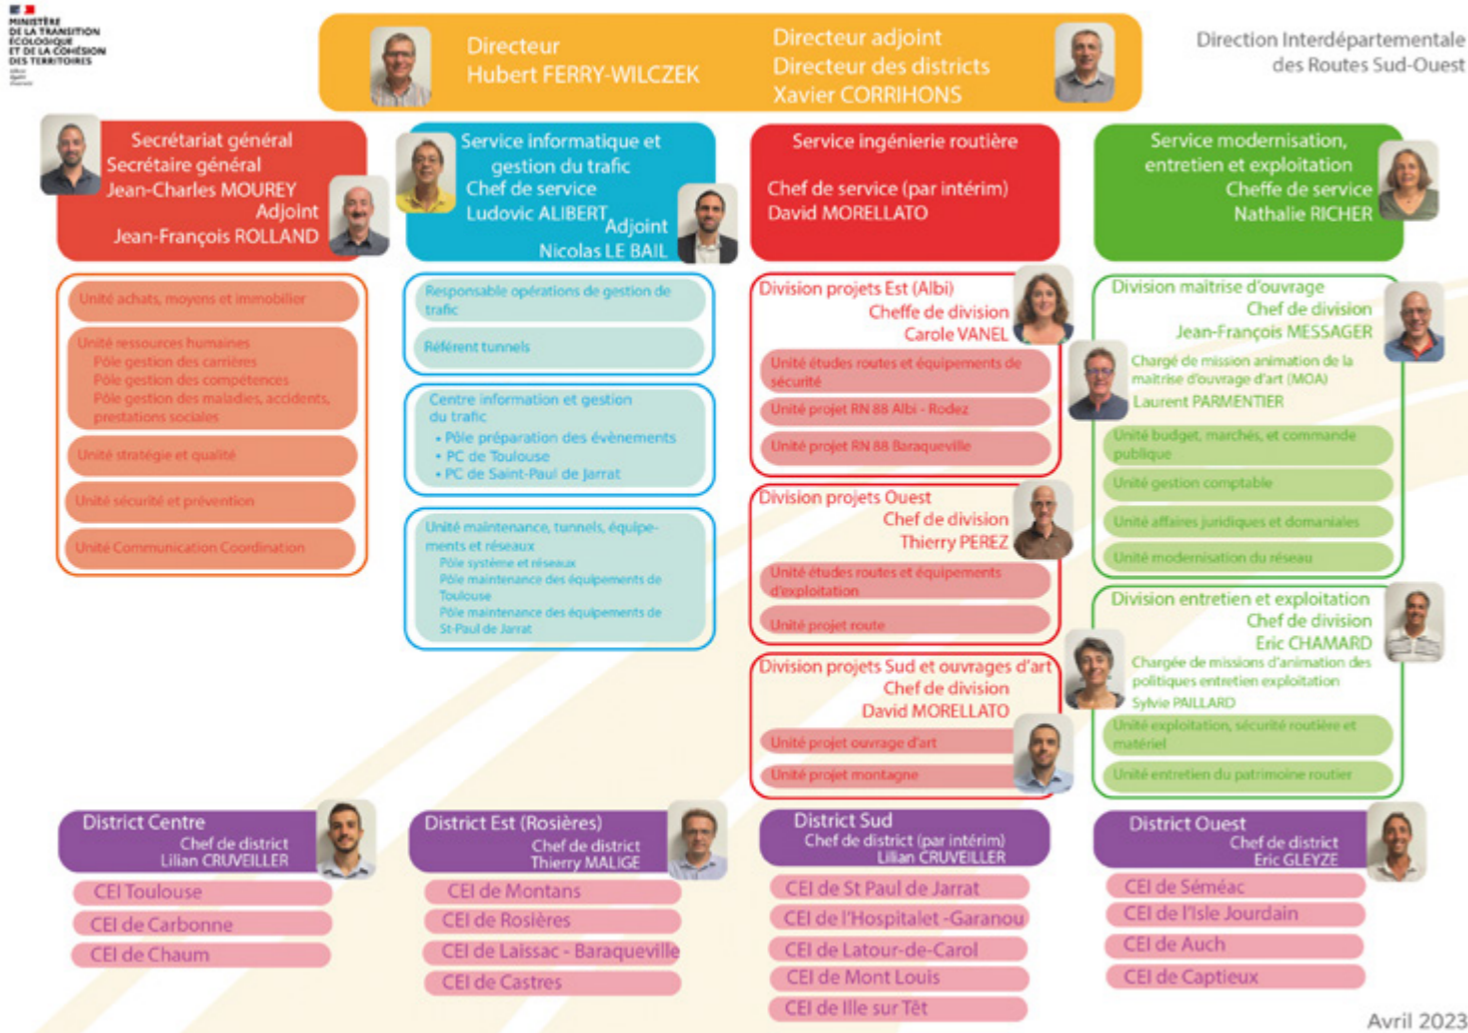 MINISTÈRE
DE LA TRANSITION
ÉCOLOGIQUE
ET DE LA COHÉSION
DES TERRITOIRES
Directeur
Hubert FERRY-WILCZEK
Directeur adjoint
Directeur des districts
Xavier CORRIHONS
Direction Interdépartementale
des Routes Sud-Ouest
Secrétariat général
Secrétaire général
Jean-Charles MOUREY
Adjoint
Jean-François ROLLAND
Unité achats, moyens et immobilier
Unité ressources humaines
Pôle gestion des carrières
Pôle gestion des compétences
Pôle gestion des maladies, accidents,
prestations sociales
Unité stratégie et qualité
Unité sécurité et prévention
Unité Communication Coordination
Service informatique et
gestion du trafic
Chef de service
Ludovic ALIBERT
Adjoint
Nicolas LE BAIL
Responsable opérations de gestion de
trafic
Référent tunnels
Centre information et gestion
du trafic
• Pôle préparation des évènements
• PC de Toulouse
• PC de Saint-Paul de Jarrat
Unité maintenance, tunnels, équipe-
ments et réseaux
Pôle système et réseaux
Pôle maintenance des équipements de
Toulouse
Pôle maintenance des équipements de
St-Paul de Jarrat
Service ingénierie routière
Chef de service (par intérim)
David MORELLATO
Division projets Est (Albi)
Cheffe de division
Carole VANEL
Unité études routes et équipements de
sécurité
Unité projet RN 88 Albi - Rodez
Unité projet RN 88 Baraqueville
Division projets Ouest
Chef de division
Thierry PEREZ
Unité études routes et équipements
d'exploitation
Unité projet route
Division projets Sud et ouvrages d'art
Chef de division
David MORELLATO
Unité projet ouvrage d'art
Unité projet montagne
Service modernisation,
entretien et exploitation
Cheffe de service
Nathalie RICHER
Division maîtrise d'ouvrage
Chef de division
Jean-François MESSAGER
Chargé de mission animation de la
maîtrise d'ouvrage d'art (MOA)
Laurent PARMENTIER
Unité budget, marchés, et commande
publique
Unité gestion comptable
Unité affaires juridiques et domaniales
Unité modernisation du réseau
Division entretien et exploitation
Chef de division
Eric CHAMARD
Chargée de missions d'animation des
politiques entretien exploitation
Sylvie PAILLARD
Unité exploitation, sécurité routière et
matériel
Unité entretien du patrimoine routier
District Centre
Chef de district
Lilian CRUVEILLER
CEI Toulouse
CEI de Carbonne
CEI de Chaum
District Est (Rosières)
Chef de district
Thierry MALIGE
CEI de Montans
CEI de Rosières
CEI de Laissac - Baraqueville
CEI de Castres
District Sud
Chef de district (par intérim)
Lilian CRUVEILLER
CEI de St Paul de Jarrat
CEI de l'Hospitalet -Garanou
CEI de Latour-de-Carol
CEI de Mont Louis
CEI de Ille sur Têt
District Ouest
Chef de district
Eric GLEYZE
CEI de Séméac
CEI de l'Isle Jourdain
CEI de Auch
CEI de Captieux
Avril 2023